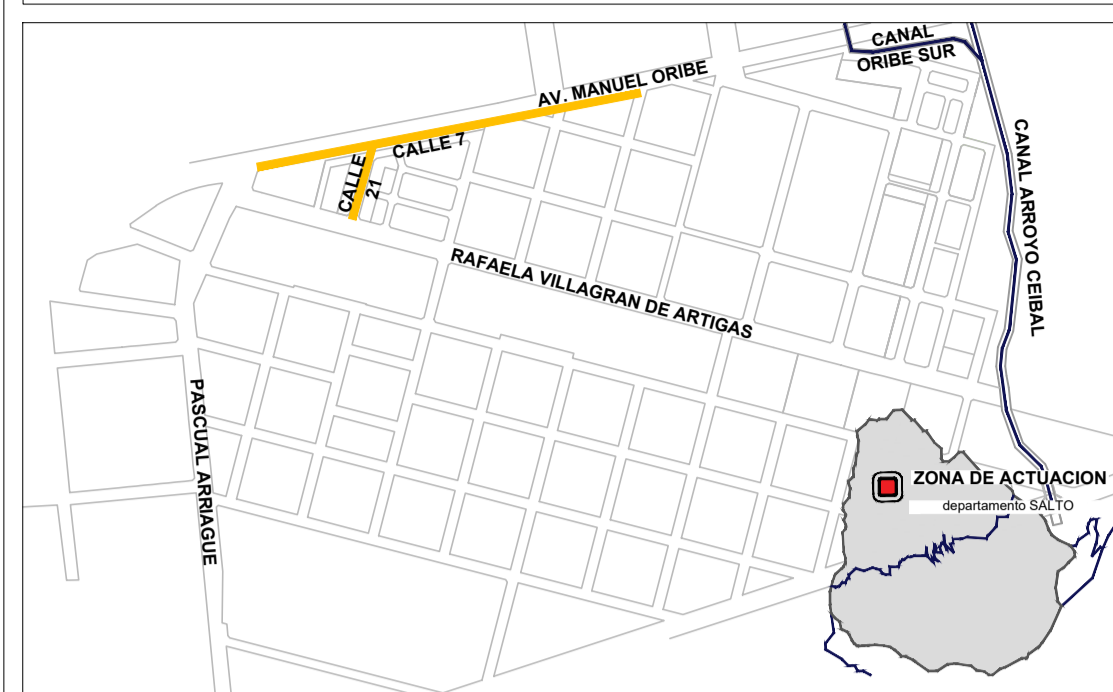 CANAL
ORIBE SUR
AV. MANUEL ORIBE
CALLE 7
CALLE
21
CANAL ARROYO CEIBAL
RAFAELA VILLAGRAN DE ARTIGAS
PASCUAL ARRIAGUE
ZONA DE ACTUACION
departamento SALTO